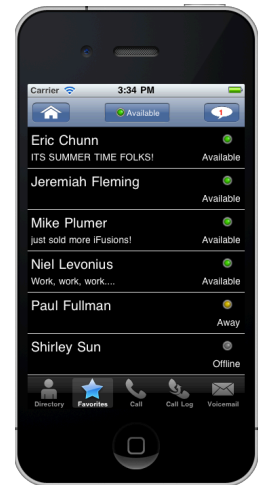 Carrier 3:34 PM
Available 1
Eric Chunn
ITS SUMMER TIME FOLKS! Available
Jeremiah Fleming
Available
Mike Plumer
just sold more iFusions! Available
Niel Levonius
Work, work, work.... Available
Paul Fullman
Away
Shirley Sun
Offline
Directory Favorites Call Call Log Voicemail